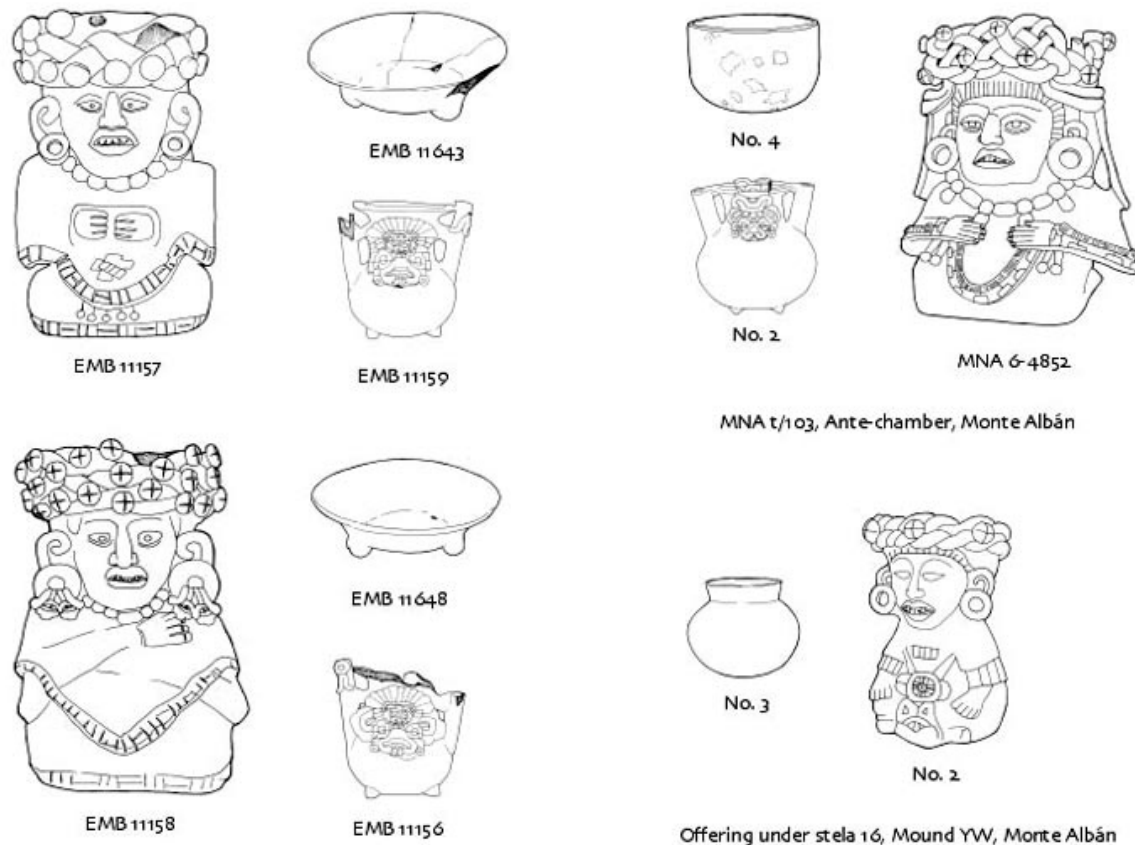 EMB 11643
No. 4
EMB 11157
EMB 11159
No. 2
MNA 6-4852
MNA t/103, Ante-chamber, Monte Albán
EMB 11648
No. 3
EMB 11158
EMB 11156
No. 2
Offering under stela 16, Mound YW, Monte Albán